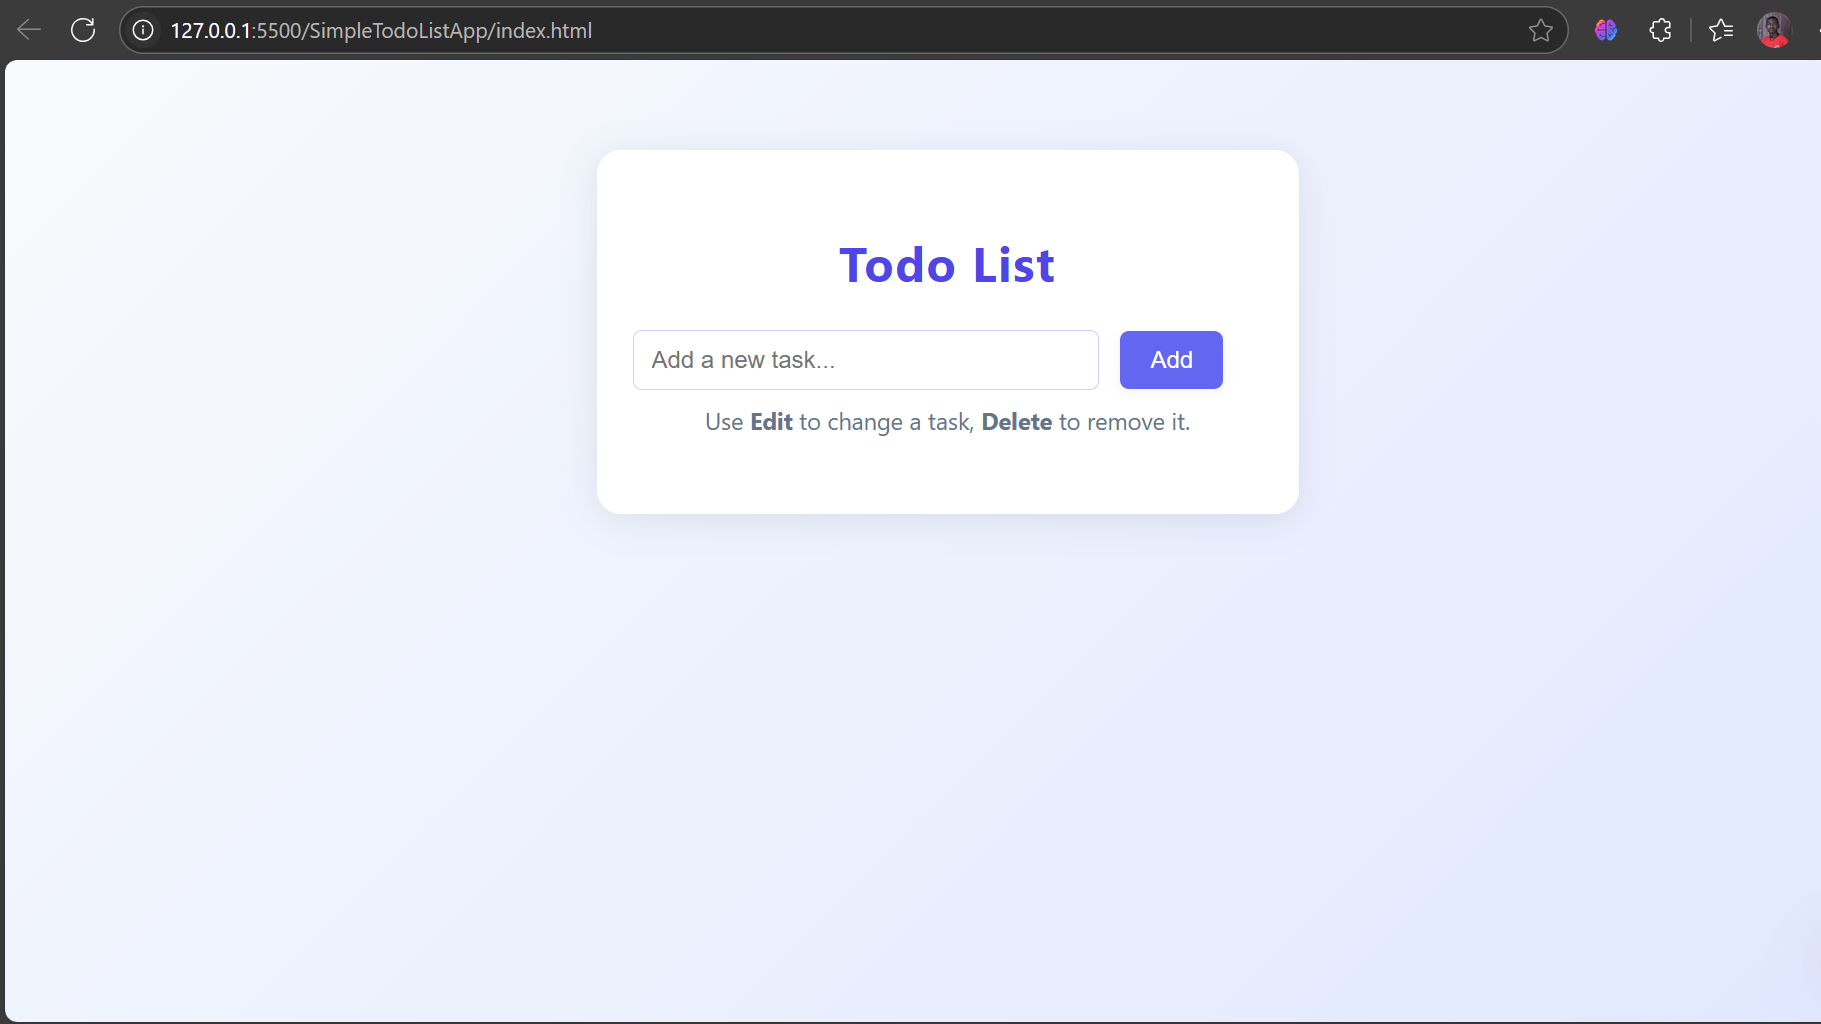 127.0.0.1:5500/SimpleTodoListApp/index.html
Todo List
Add a new task...
Add
Use Edit to change a task, Delete to remove it.